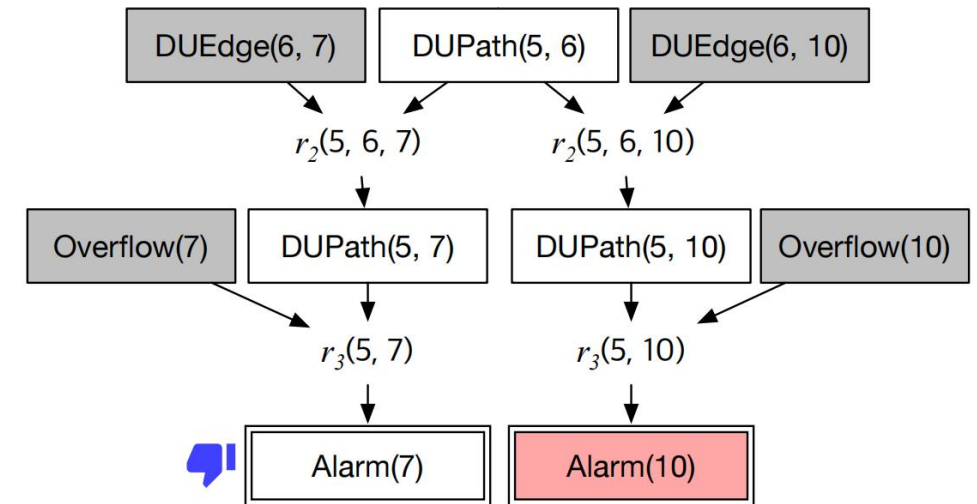 DUEdge(6, 7) DUPath(5, 6) DUEdge(6, 10)
r₂(5, 6, 7) r₂(5, 6, 10)
Overflow(7) DUPath(5, 7) DUPath(5, 10) Overflow(10)
r₃(5, 7) r₃(5, 10)
Alarm(7) Alarm(10)